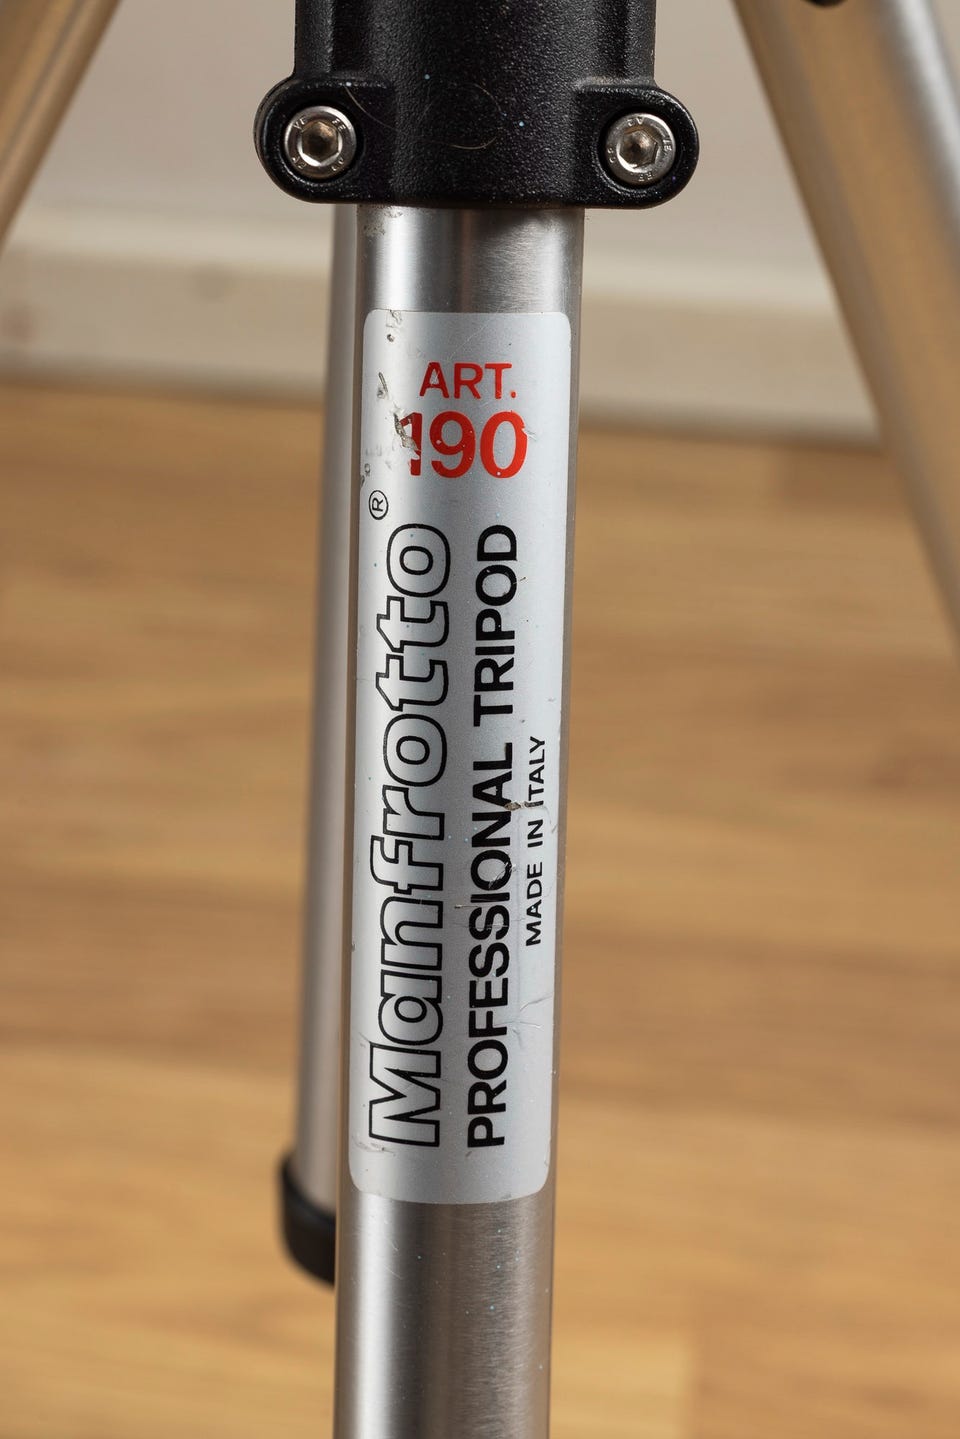 ART.
190
Manfrotto®
PROFESSIONAL TRIPOD
MADE IN ITALY